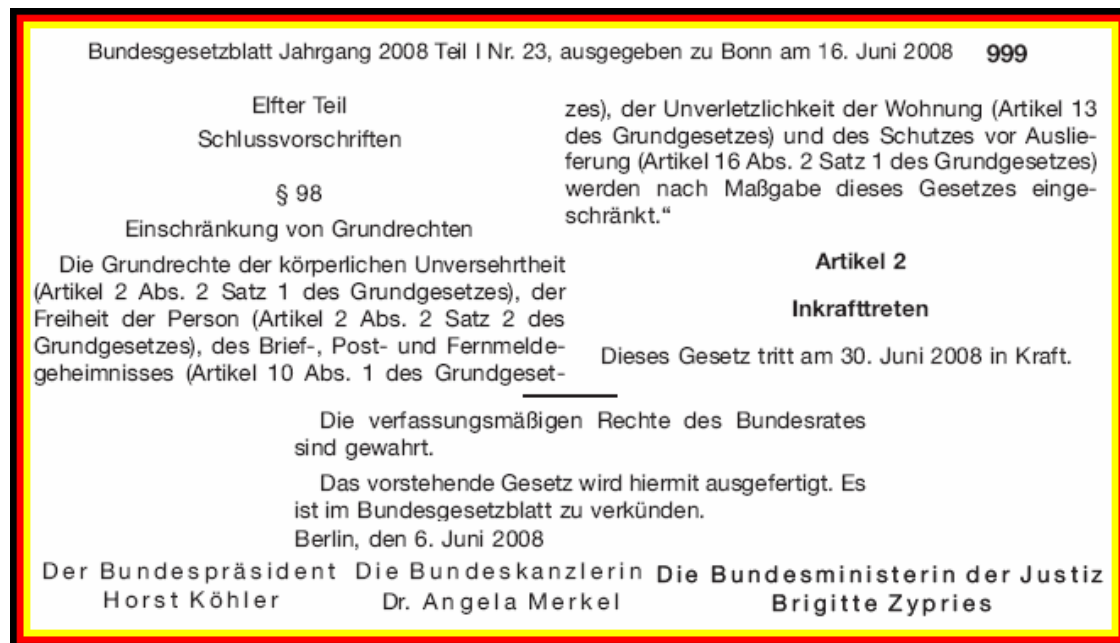 Bundesgesetzblatt Jahrgang 2008 Teil I Nr. 23, ausgegeben zu Bonn am 16. Juni 2008 999
Elfter Teil
Schlussvorschriften
§ 98
Einschränkung von Grundrechten
Die Grundrechte der körperlichen Unversehrtheit
(Artikel 2 Abs. 2 Satz 1 des Grundgesetzes), der
Freiheit der Person (Artikel 2 Abs. 2 Satz 2 des
Grundgesetzes), des Brief-, Post- und Fernmelde-
geheimnisses (Artikel 10 Abs. 1 des Grundgeset-
zes), der Unverletzlichkeit der Wohnung (Artikel 13
des Grundgesetzes) und des Schutzes vor Auslie-
ferung (Artikel 16 Abs. 2 Satz 1 des Grundgesetzes)
werden nach Maßgabe dieses Gesetzes einge-
schränkt.“
Artikel 2
Inkrafttreten
Dieses Gesetz tritt am 30. Juni 2008 in Kraft.
Die verfassungsmäßigen Rechte des Bundesrates
sind gewahrt.
Das vorstehende Gesetz wird hiermit ausgefertigt. Es
ist im Bundesgesetzblatt zu verkünden.
Berlin, den 6. Juni 2008
Der Bundespräsident
Horst Köhler
Die Bundeskanzlerin
Dr. Angela Merkel
Die Bundesministerin der Justiz
Brigitte Zypries